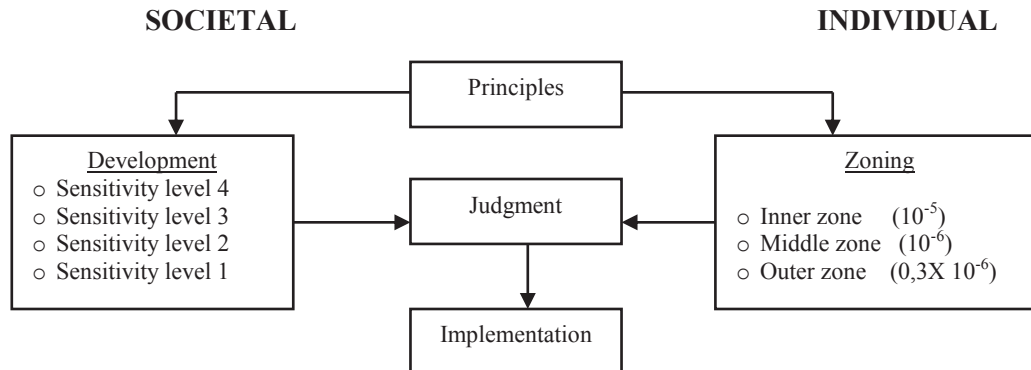 SOCIETAL
INDIVIDUAL
Principles
Development
○ Sensitivity level 4
○ Sensitivity level 3
○ Sensitivity level 2
○ Sensitivity level 1
Judgment
Zoning
○ Inner zone (10⁻⁵)
○ Middle zone (10⁻⁶)
○ Outer zone (0,3X 10⁻⁶)
Implementation